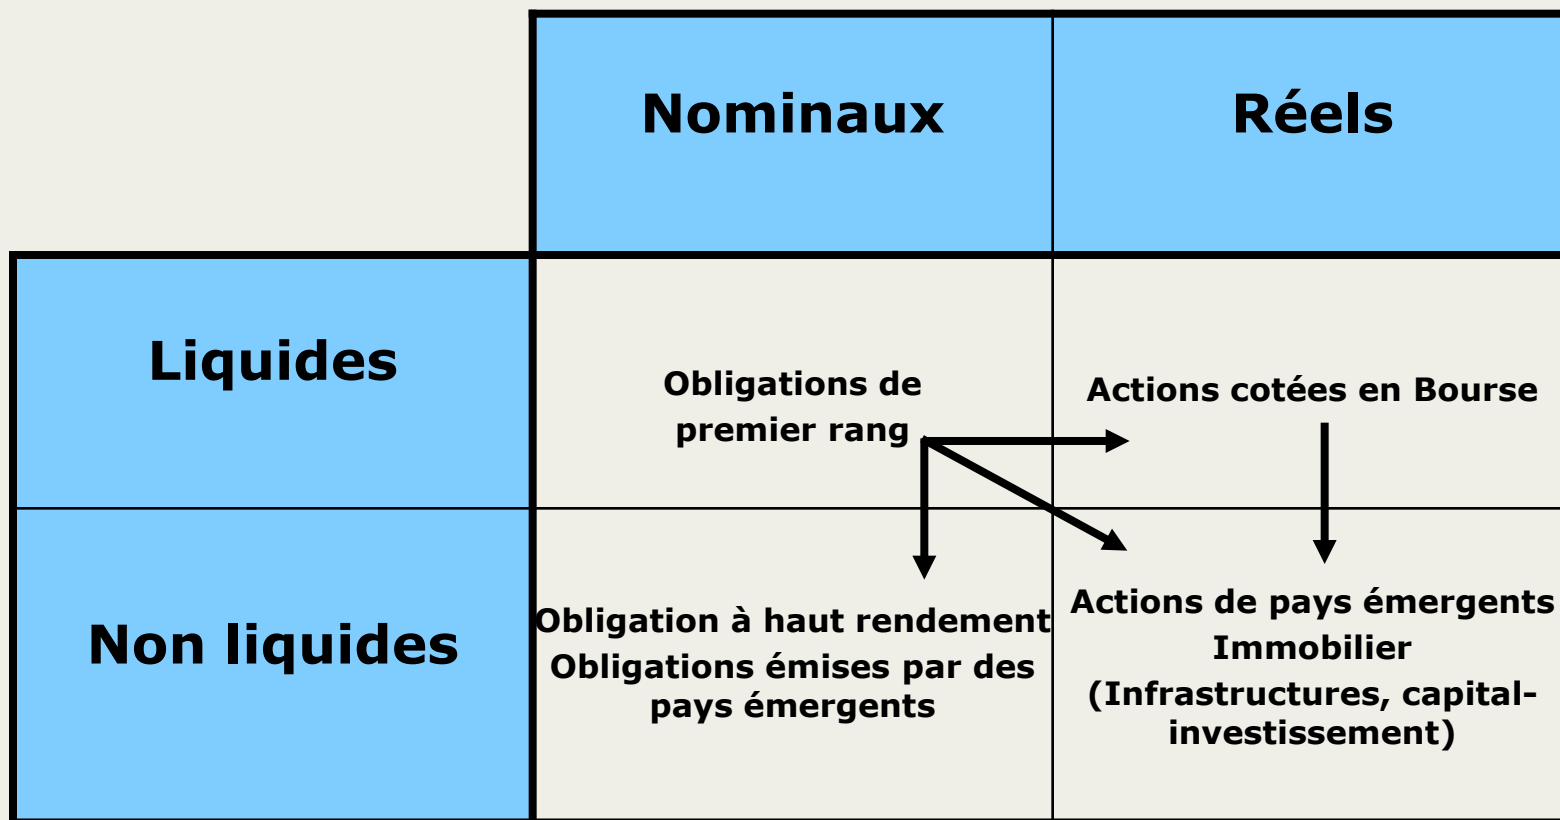 Nominaux
Réels
Liquides
Obligations de
premier rang
Actions cotées en Bourse
Non liquides
Obligation à haut rendement
Obligations émises par des
pays émergents
Actions de pays émergents
Immobilier
(Infrastructures, capital-
investissement)